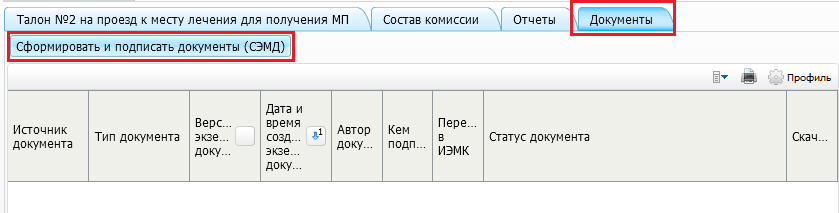 Талон №2 на проезд к месту лечения для получения МП
Состав комиссии
Отчеты
Документы
Сформировать и подписать документы (СЭМД)
Профиль
Источник
документа
Тип документа
Верс...
экзе...
доку...
Дата и
время
созд...
экзе...
доку...
1
Автор
доку...
Кем
подп...
Пере...
в
ИЭМК
Статус документа
Скач...